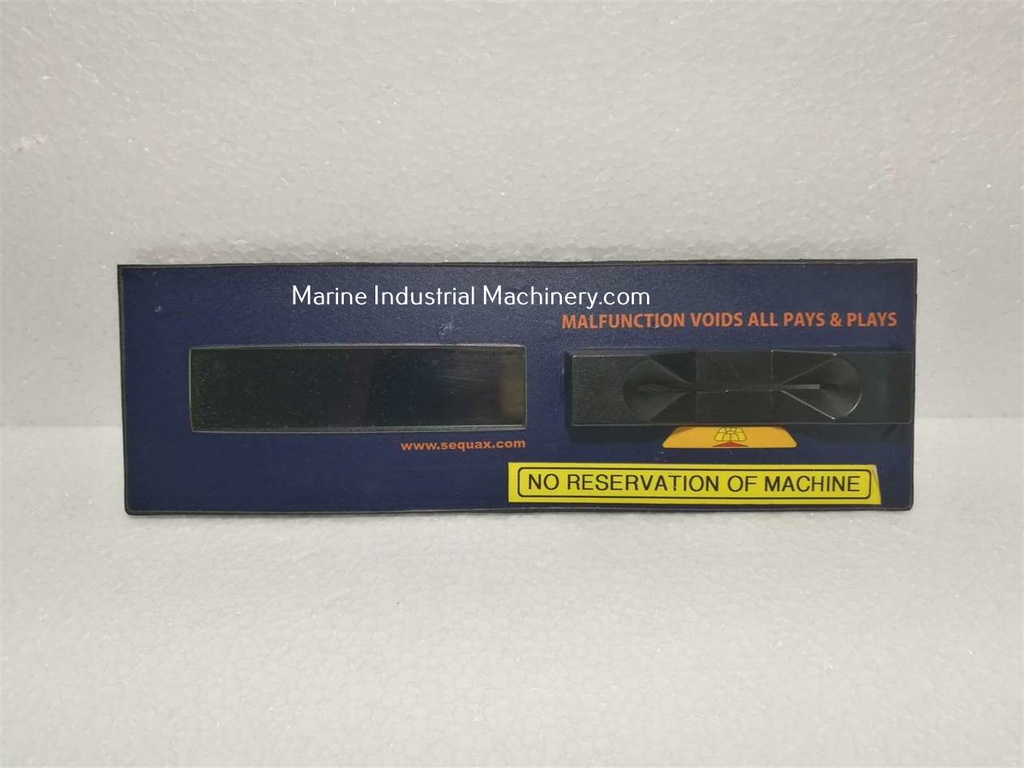 Marine Industrial Machinery.com
MALFUNCTION VOIDS ALL PAYS & PLAYS
www.sequax.com
NO RESERVATION OF MACHINE